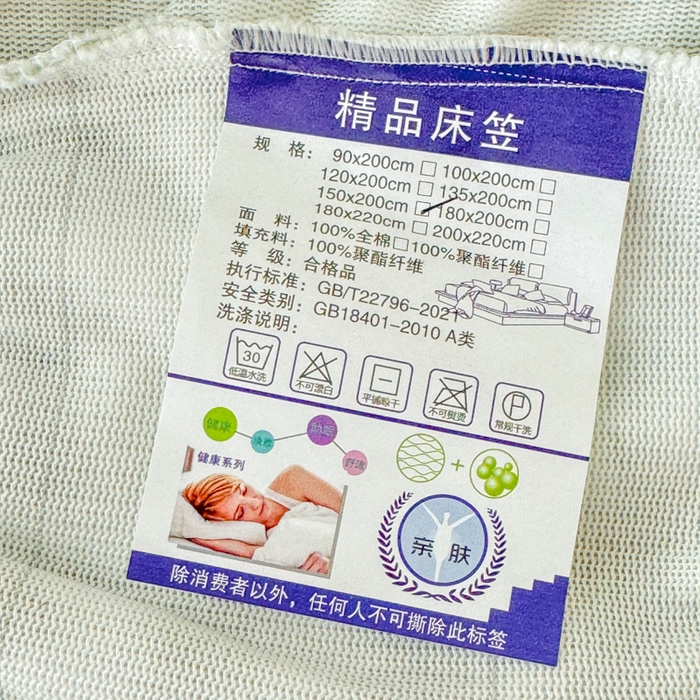 精品床笠
规 格: 90x200cm □ 100x200cm □
120x200cm □ 135x200cm □
150x200cm □ 180x200cm □
180x220cm □ 200x220cm □
面 料: 100%全棉□ 100%聚酯纤维□
填充料: 100%聚酯纤维
等 级: 合格品
执行标准: GB/T22796-2021
安全类别: GB18401-2010 A类
洗涤说明:
30
低温水洗
不可漂白
平铺晾干
不可熨烫
P
常规干洗
健康
健康系列
+
亲 肤
除消费者以外,任何人不可撕除此标签